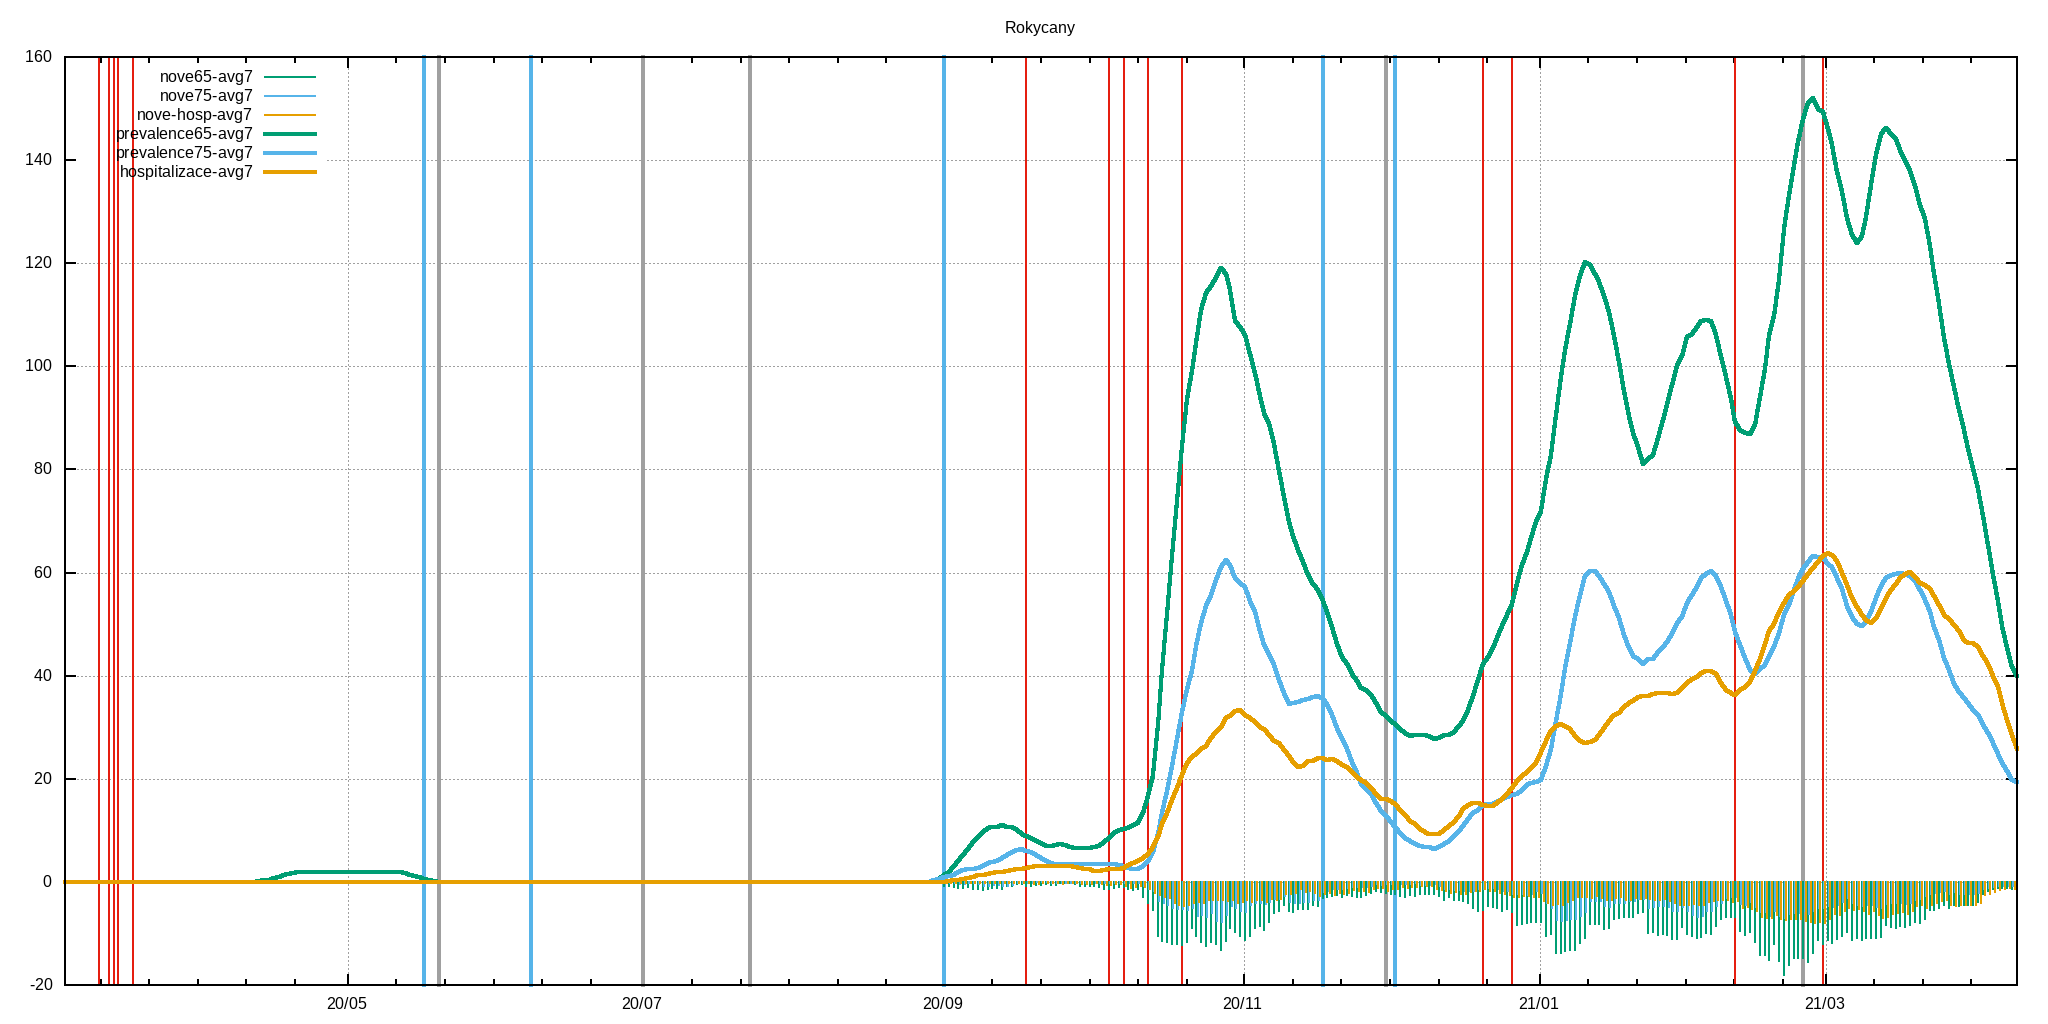 Rokycany
160
140
120
100
80
60
40
20
0
-20
nove65-avg7
nove75-avg7
nove-hosp-avg7
prevalence65-avg7
prevalence75-avg7
hospitalizace-avg7
20/05 20/07 20/09 20/11 21/01 21/03